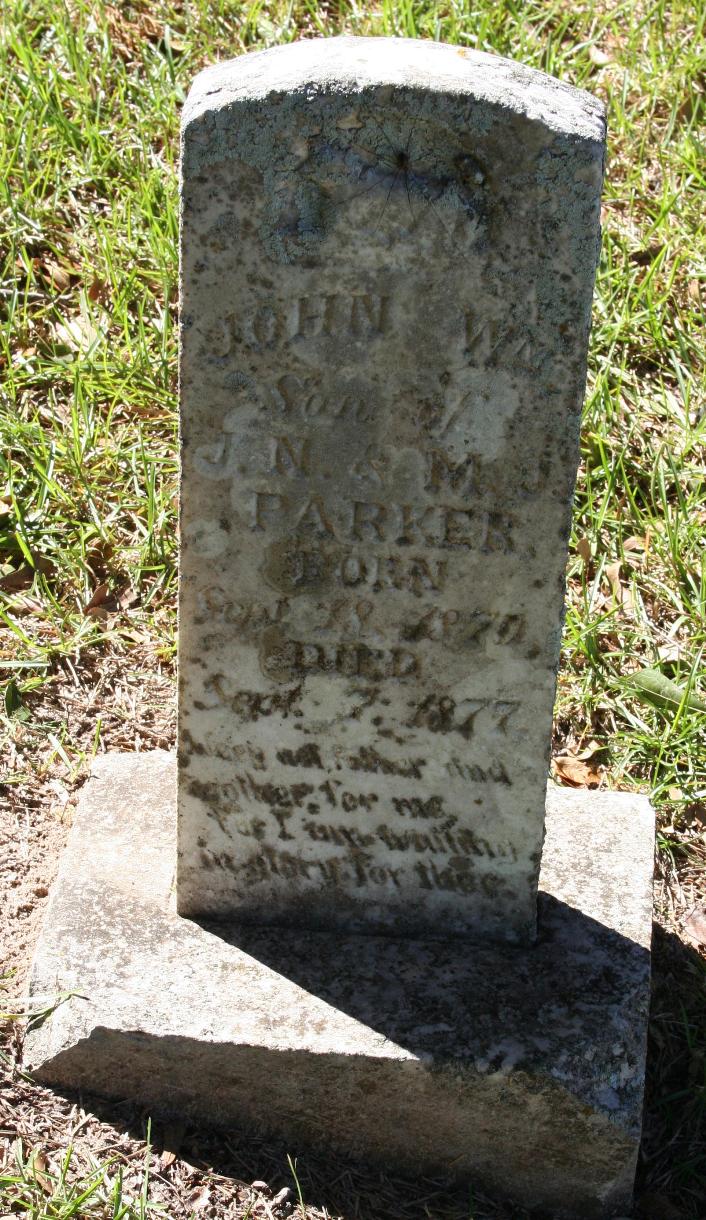 JOHN WM
Son of
J. N. & M. J.
PARKER.
BORN
Sept. 18, 1870,
DIED
Sept. 7, 1877.
Weep not, father and
mother, for me,
For I am waiting
in glory for thee.